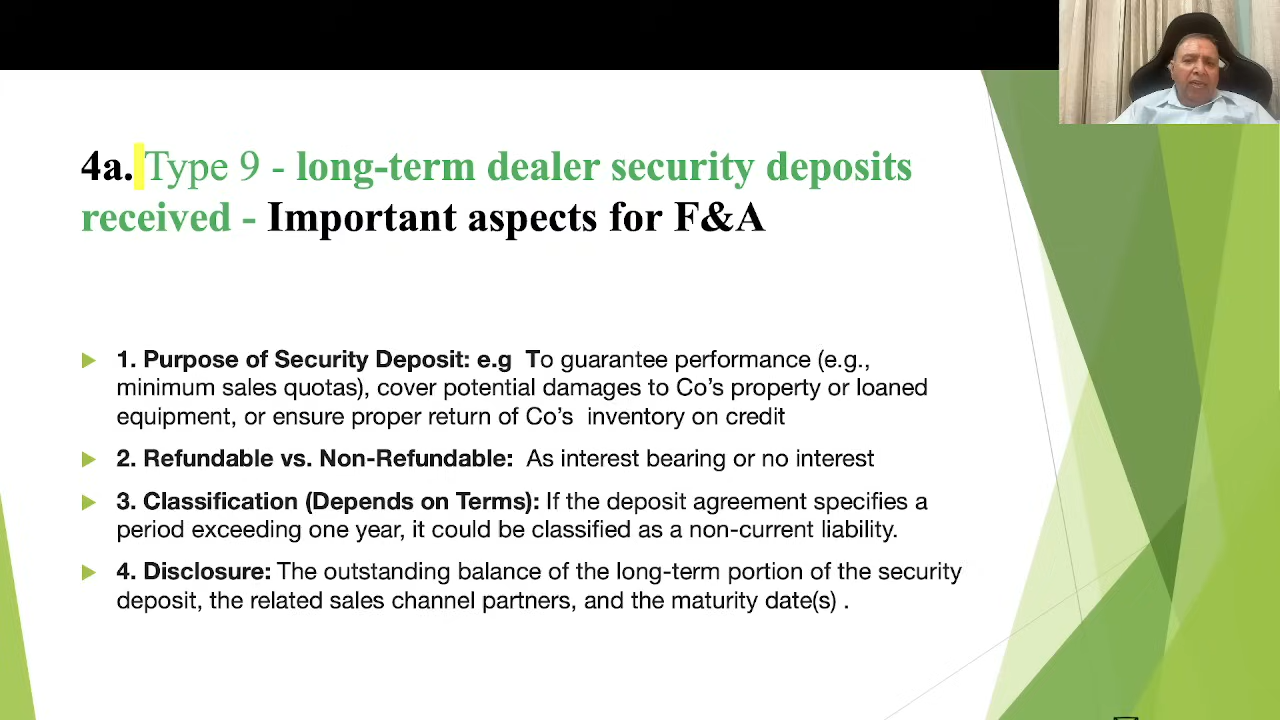 4a. Type 9 - long-term dealer security deposits
received - Important aspects for F&A
1. Purpose of Security Deposit: e.g  To guarantee performance (e.g.,
minimum sales quotas), cover potential damages to Co’s property or loaned
equipment, or ensure proper return of Co’s  inventory on credit
2. Refundable vs. Non-Refundable:  As interest bearing or no interest
3. Classification (Depends on Terms): If the deposit agreement specifies a
period exceeding one year, it could be classified as a non-current liability.
4. Disclosure: The outstanding balance of the long-term portion of the security
deposit, the related sales channel partners, and the maturity date(s) .